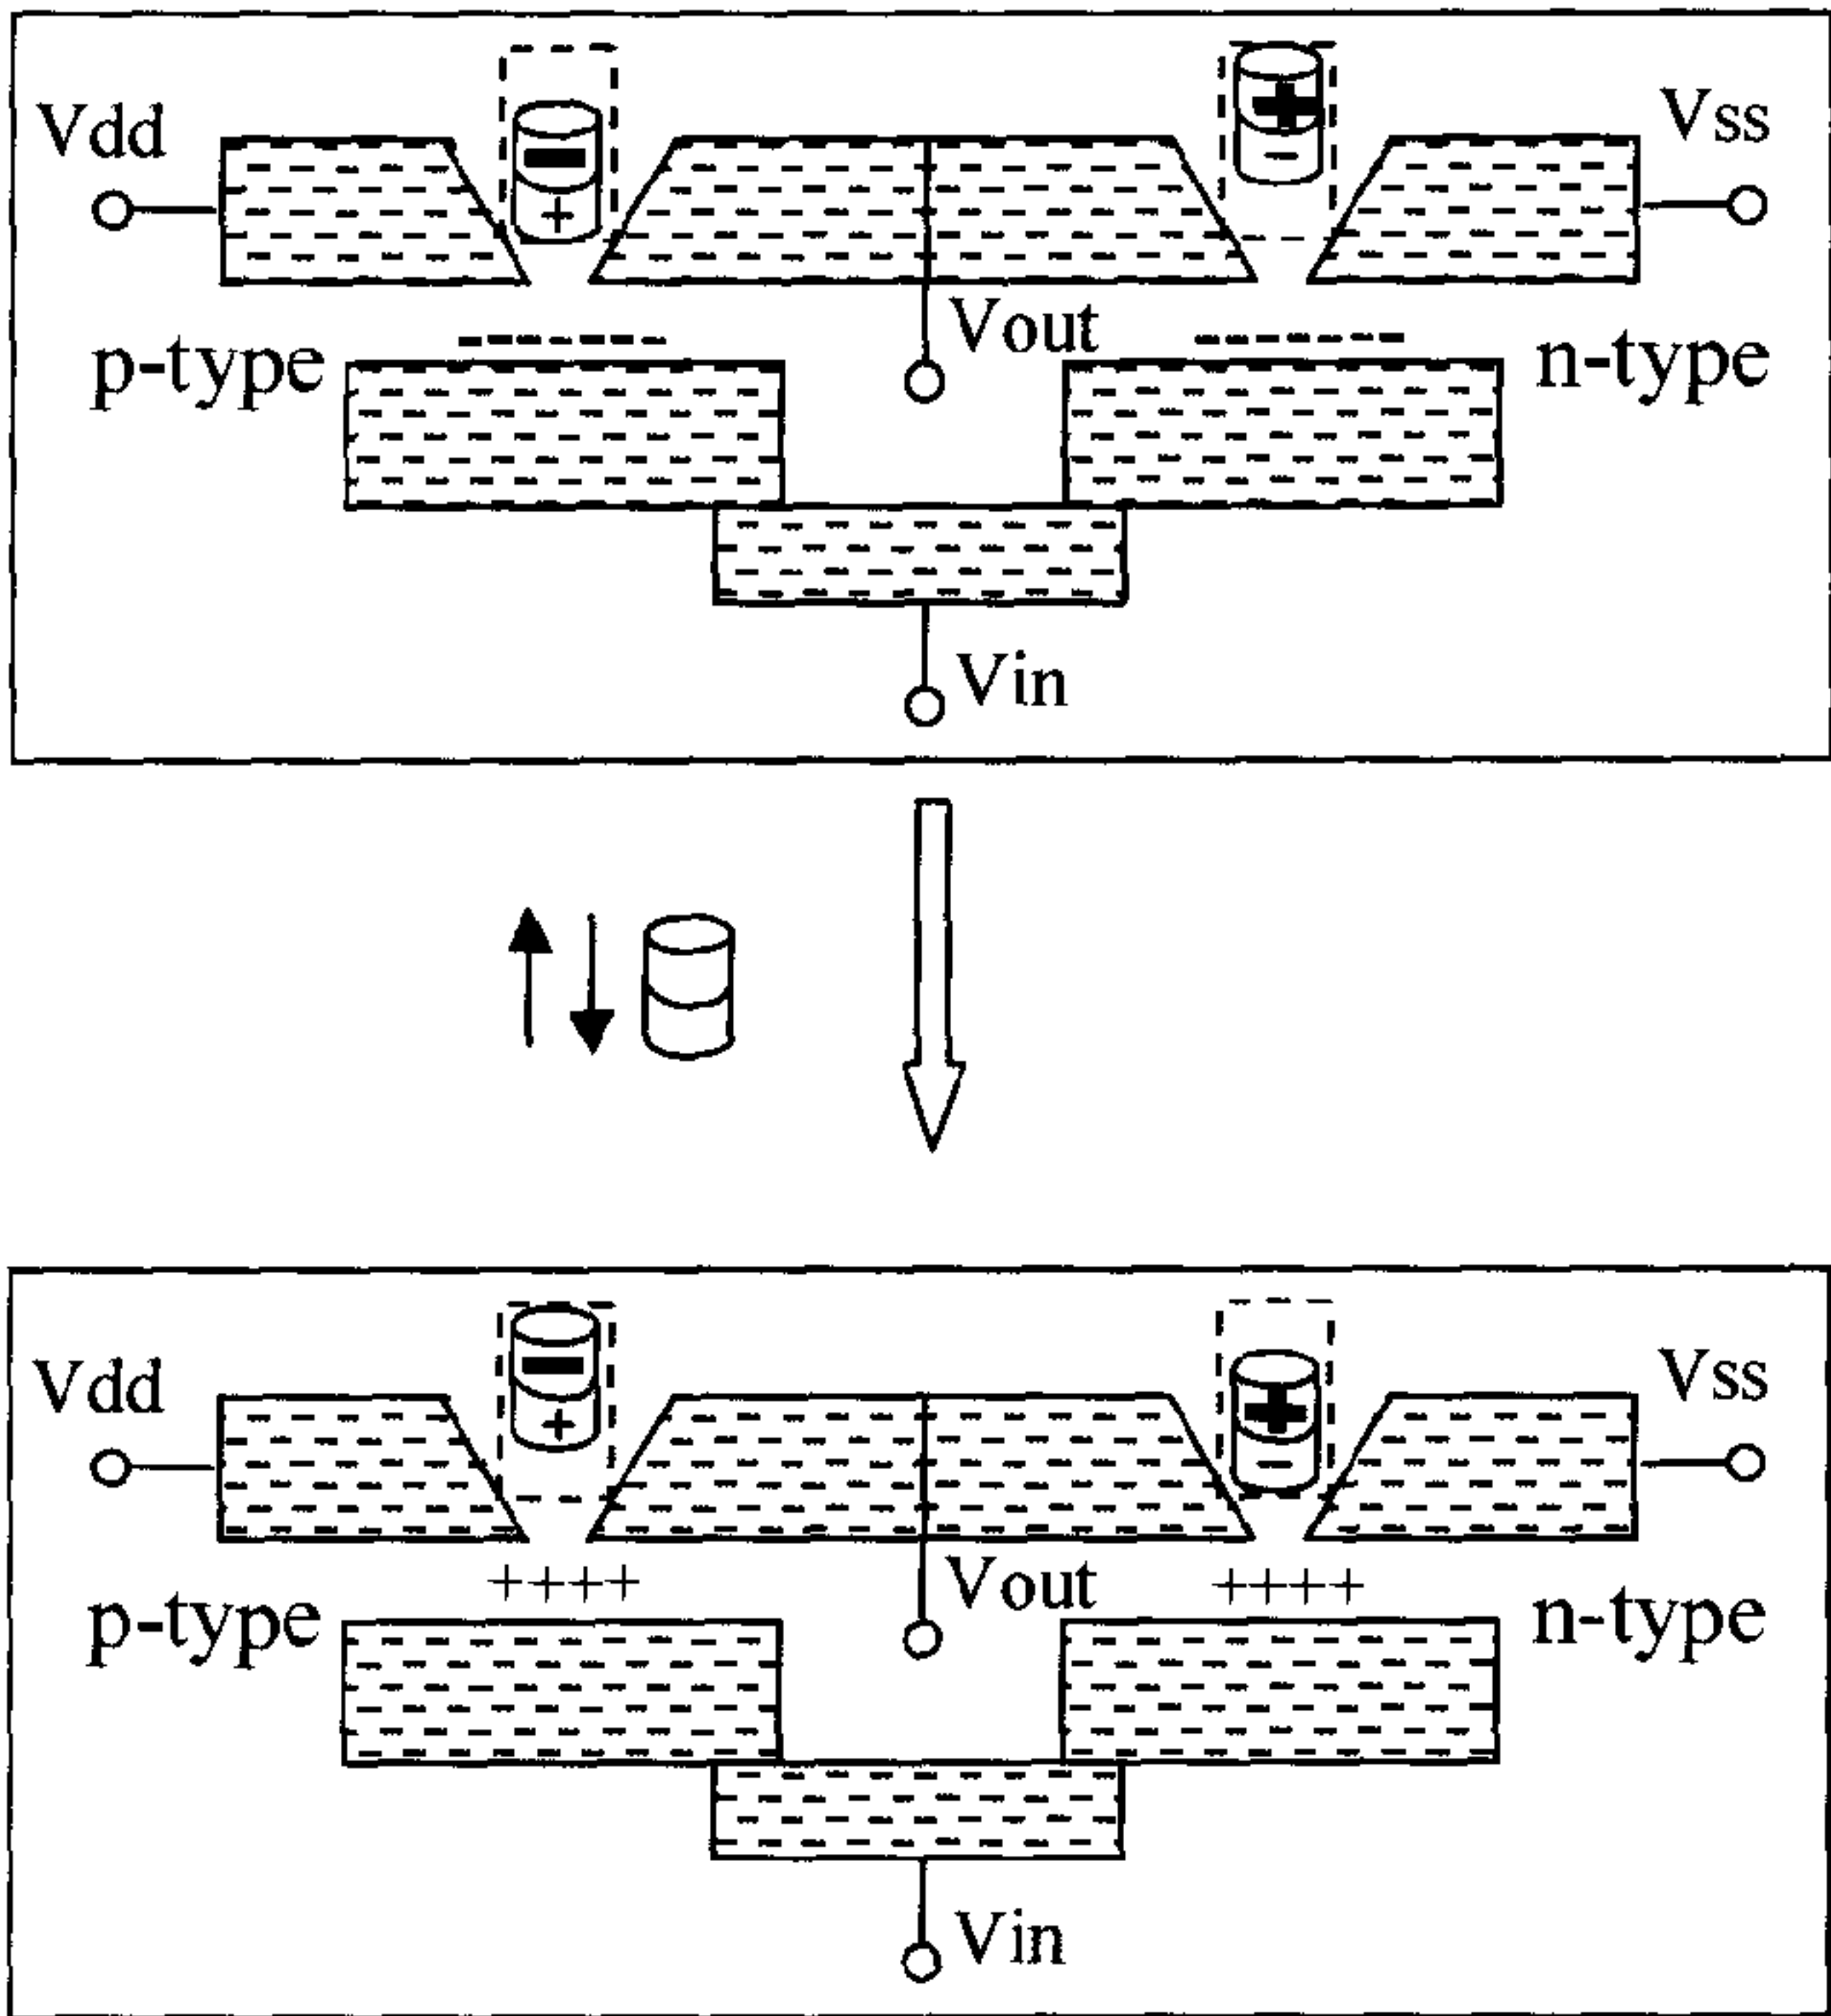 Vdd
Vss
− +
+ −
-------
-------
p-type
Vout
n-type
Vin
Vdd
Vss
− +
+ −
++++
++++
p-type
Vout
n-type
Vin